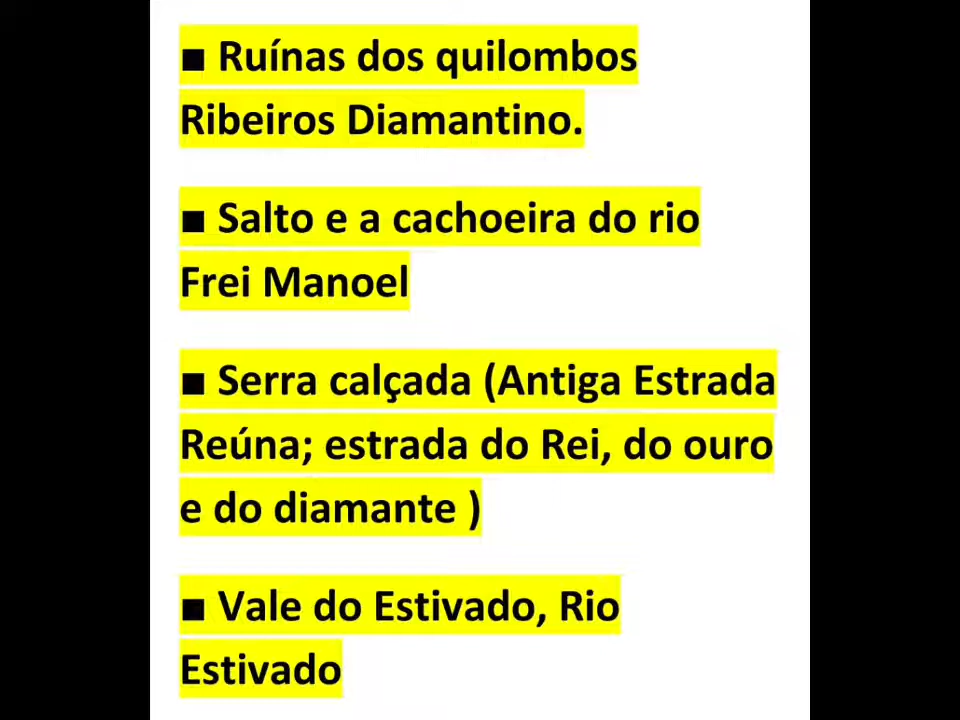 ■ Ruínas dos quilombos
Ribeiros Diamantino.
■ Salto e a cachoeira do rio
Frei Manoel
■ Serra calçada (Antiga Estrada
Reúna; estrada do Rei, do ouro
e do diamante )
■ Vale do Estivado, Rio
Estivado